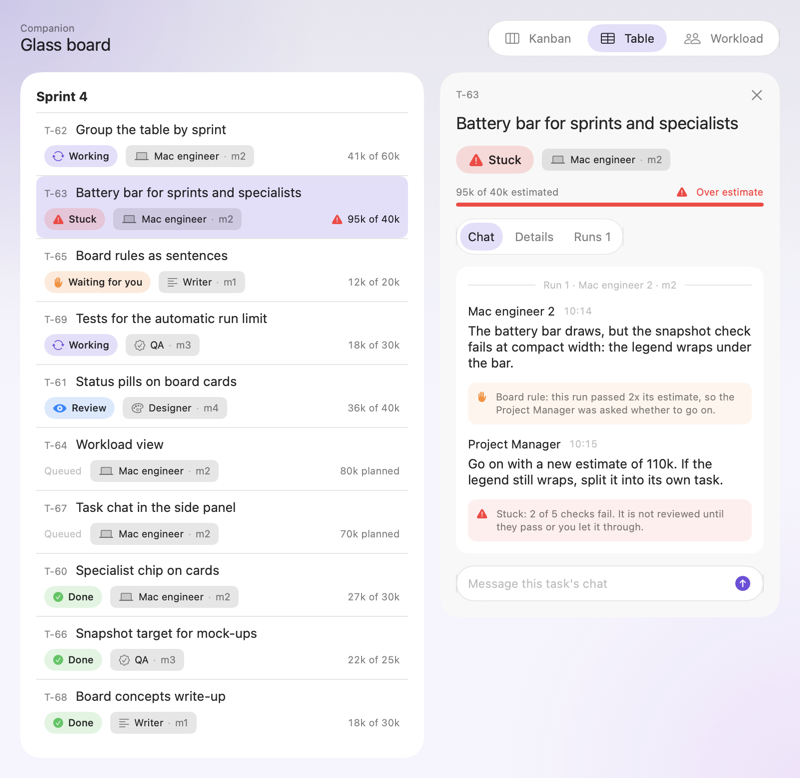 Companion
Glass board
Kanban
Table
Workload
Sprint 4
T-62 Group the table by sprint
Working Mac engineer · m2 41k of 60k
T-63 Battery bar for sprints and specialists
Stuck Mac engineer · m2 95k of 40k
T-65 Board rules as sentences
Waiting for you Writer · m1 12k of 20k
T-69 Tests for the automatic run limit
Working QA · m3 18k of 30k
T-61 Status pills on board cards
Review Designer · m4 36k of 40k
T-64 Workload view
Queued Mac engineer · m2 80k planned
T-67 Task chat in the side panel
Queued Mac engineer · m2 70k planned
T-60 Specialist chip on cards
Done Mac engineer · m2 27k of 30k
T-66 Snapshot target for mock-ups
Done QA · m3 22k of 25k
T-68 Board concepts write-up
Done Writer · m1 18k of 30k
T-63
Battery bar for sprints and specialists
Stuck Mac engineer · m2
95k of 40k estimated Over estimate
Chat Details Runs 1
Run 1 · Mac engineer 2 · m2
Mac engineer 2 10:14
The battery bar draws, but the snapshot check
fails at compact width: the legend wraps under
the bar.
Board rule: this run passed 2x its estimate, so the
Project Manager was asked whether to go on.
Project Manager 10:15
Go on with a new estimate of 110k. If the
legend still wraps, split it into its own task.
Stuck: 2 of 5 checks fail. It is not reviewed until
they pass or you let it through.
Message this task's chat